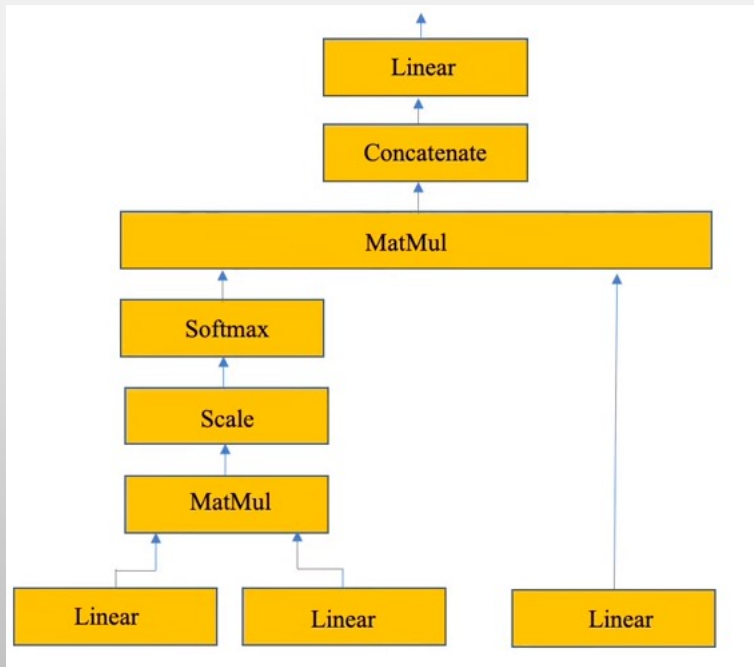 Linear
Concatenate
MatMul
Softmax
Scale
MatMul
Linear
Linear
Linear